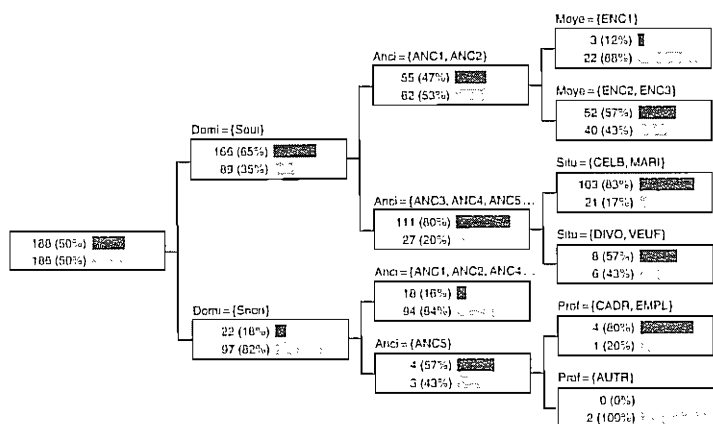 188 (50%)
186 (50%)
Domi = {Soui}
166 (65%)
89 (35%)
Domi = {Snon}
22 (18%)
97 (82%)
Anci = {ANC1, ANC2}
55 (47%)
62 (53%)
Anci = {ANC3, ANC4, ANC5...
111 (80%)
27 (20%)
Anci = {ANC1, ANC2, ANC4...
18 (16%)
94 (84%)
Anci = {ANC5}
4 (57%)
3 (43%)
Moye = {ENC1}
3 (12%)
22 (88%)
Moye = {ENC2, ENC3}
52 (57%)
40 (43%)
Situ = {CELB, MARI}
103 (83%)
21 (17%)
Situ = {DIVO, VEUF}
8 (57%)
6 (43%)
Prof = {CADR, EMPL}
4 (80%)
1 (20%)
Prof = {AUTR}
0 (0%)
2 (100%)